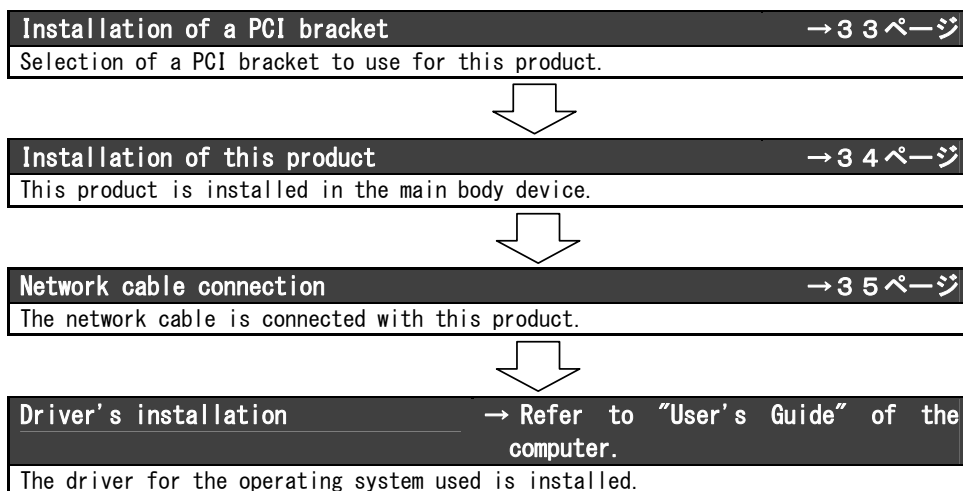 Installation of a PCI bracket →３３ページ
Selection of a PCI bracket to use for this product.
Installation of this product →３４ページ
This product is installed in the main body device.
Network cable connection →３５ページ
The network cable is connected with this product.
Driver's installation → Refer to "User's Guide" of the
computer.
The driver for the operating system used is installed.